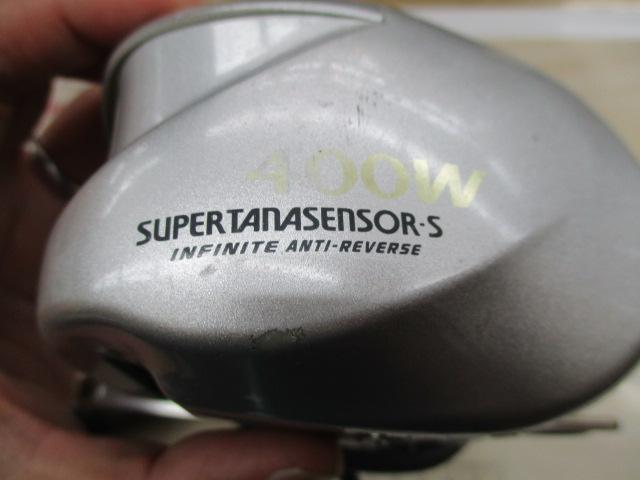 400W
SUPERTANASENSOR·S
INFINITE ANTI-REVERSE